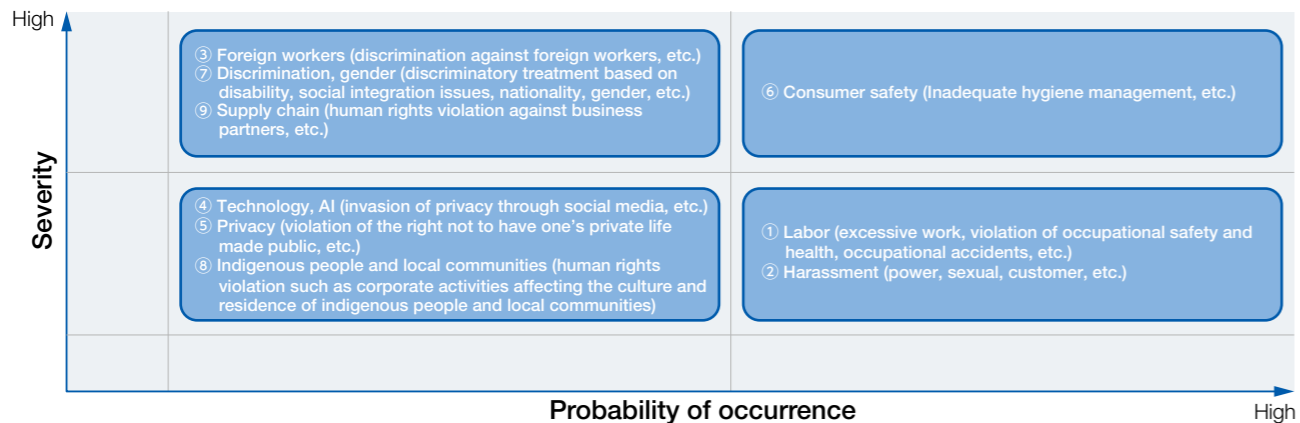 High
Severity
③ Foreign workers (discrimination against foreign workers, etc.)
⑦ Discrimination, gender (discriminatory treatment based on
disability, social integration issues, nationality, gender, etc.)
⑨ Supply chain (human rights violation against business
partners, etc.)
⑥ Consumer safety (Inadequate hygiene management, etc.)
④ Technology, AI (invasion of privacy through social media, etc.)
⑤ Privacy (violation of the right not to have one's private life
made public, etc.)
⑧ Indigenous people and local communities (human rights
violation such as corporate activities affecting the culture and
residence of indigenous people and local communities)
① Labor (excessive work, violation of occupational safety and
health, occupational accidents, etc.)
② Harassment (power, sexual, customer, etc.)
Probability of occurrence
High